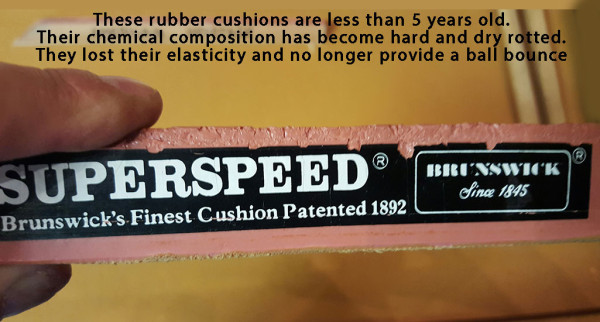 These rubber cushions are less than 5 years old.
Their chemical composition has become hard and dry rotted.
They lost their elasticity and no longer provide a ball bounce
SUPERSPEED®
Brunswick's Finest Cushion Patented 1892
BRUNSWICK ®
Since 1845